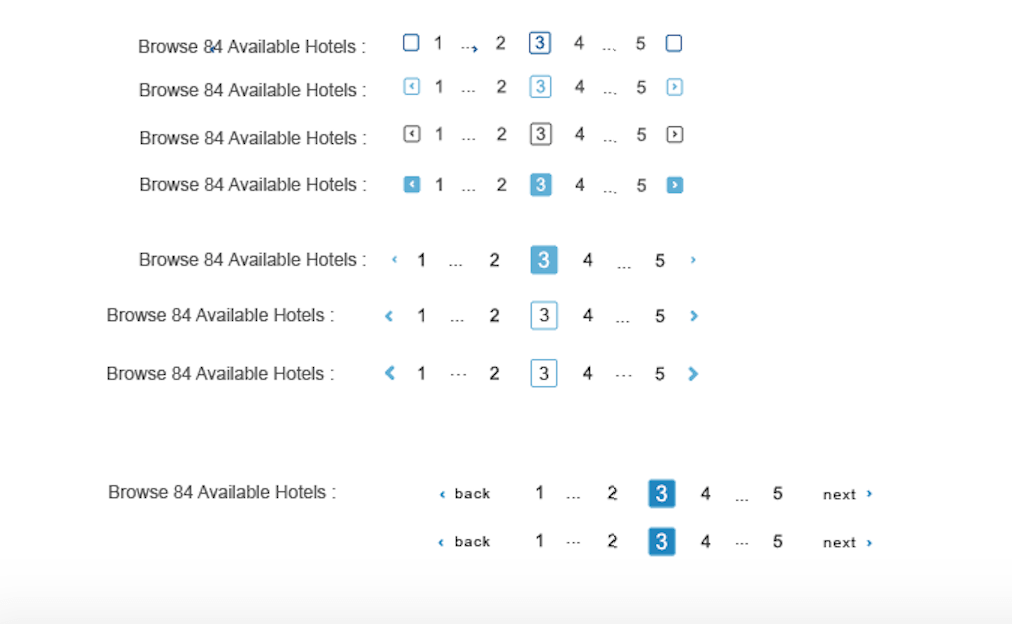 Browse 84 Available Hotels : 1 ... 2 3 4 ... 5
Browse 84 Available Hotels : ‹ 1 ... 2 3 4 ... 5 ›
Browse 84 Available Hotels : ‹ 1 ... 2 3 4 ... 5 ›
Browse 84 Available Hotels : ‹ 1 ... 2 3 4 ... 5 ›
Browse 84 Available Hotels : ‹ 1 ... 2 3 4 ... 5 ›
Browse 84 Available Hotels : ‹ 1 ... 2 3 4 ... 5 ›
Browse 84 Available Hotels : ‹ 1 ... 2 3 4 ... 5 ›
Browse 84 Available Hotels : ‹ back 1 ... 2 3 4 ... 5 next ›
‹ back 1 ... 2 3 4 ... 5 next ›